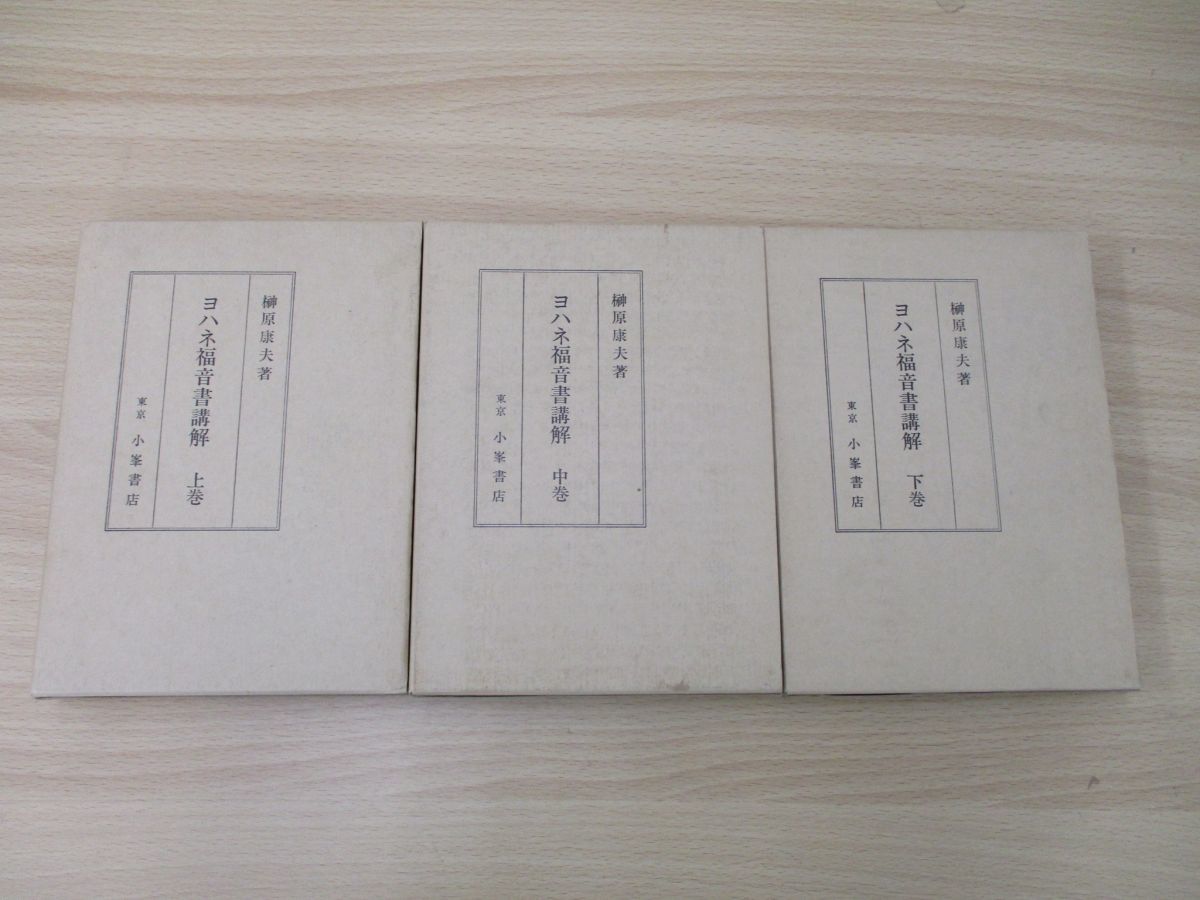 榊原康夫著
ヨハネ福音書講解 上巻
東京 小峯書店
榊原康夫著
ヨハネ福音書講解 中巻
東京 小峯書店
榊原康夫著
ヨハネ福音書講解 下巻
東京 小峯書店